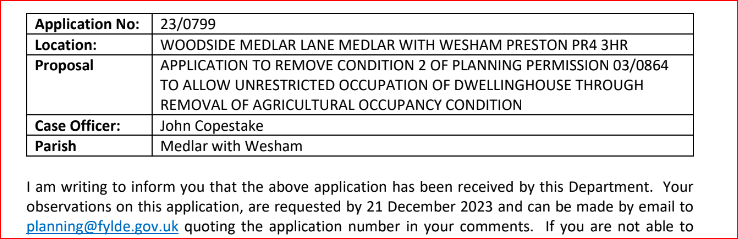 Application No: 23/0799
Location: WOODSIDE MEDLAR LANE MEDLAR WITH WESHAM PRESTON PR4 3HR
Proposal APPLICATION TO REMOVE CONDITION 2 OF PLANNING PERMISSION 03/0864
TO ALLOW UNRESTRICTED OCCUPATION OF DWELLINGHOUSE THROUGH
REMOVAL OF AGRICULTURAL OCCUPANCY CONDITION
Case Officer: John Copestake
Parish Medlar with Wesham
I am writing to inform you that the above application has been received by this Department. Your
observations on this application, are requested by 21 December 2023 and can be made by email to
planning@fylde.gov.uk quoting the application number in your comments. If you are not able to